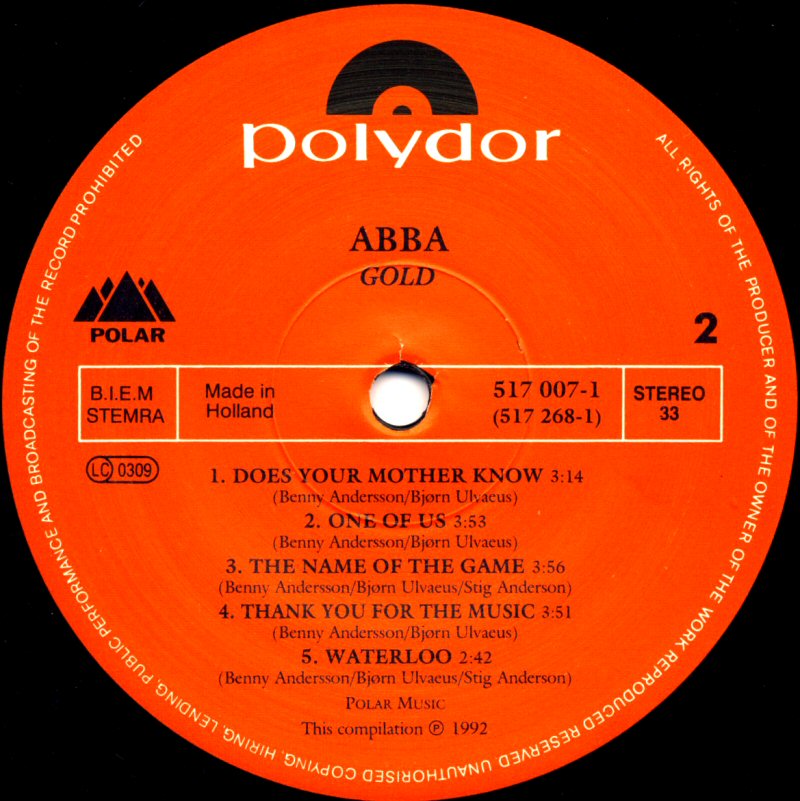 polydor
ABBA
GOLD
POLAR
2
B.I.E.M
STEMRA
Made in
Holland
517 007-1
(517 268-1)
STEREO
33
LC 0309
1. DOES YOUR MOTHER KNOW 3:14
(Benny Andersson/Bjørn Ulvaeus)
2. ONE OF US 3:53
(Benny Andersson/Bjørn Ulvaeus)
3. THE NAME OF THE GAME 3:56
(Benny Andersson/Bjørn Ulvaeus/Stig Anderson)
4. THANK YOU FOR THE MUSIC 3:51
(Benny Andersson/Bjørn Ulvaeus)
5. WATERLOO 2:42
(Benny Andersson/Bjørn Ulvaeus/Stig Anderson)
POLAR MUSIC
This compilation ℗ 1992
ALL RIGHTS OF THE PRODUCER AND OF THE OWNER OF THE WORK REPRODUCED RESERVED. UNAUTHORISED COPYING, HIRING, LENDING, PUBLIC PERFORMANCE AND BROADCASTING OF THE RECORD PROHIBITED